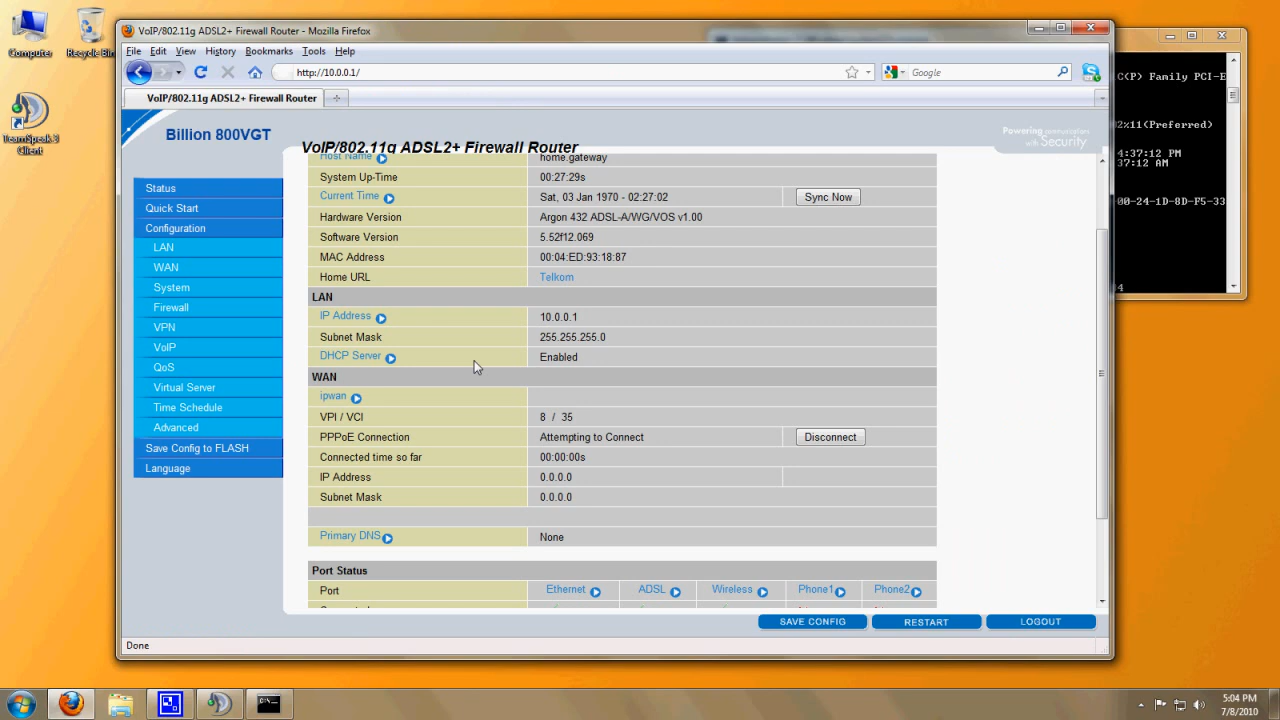 VoIP/802.11g ADSL2+ Firewall Router - Mozilla Firefox
File Edit View History Bookmarks Tools Help
http://10.0.0.1/
Google
VoIP/802.11g ADSL2+ Firewall Router
Computer
Recycle Bin
TeamSpeak 3
Client
Billion 800VGT
Powering communications
with Security
VoIP/802.11g ADSL2+ Firewall Router
Status
Quick Start
Configuration
LAN
WAN
System
Firewall
VPN
VoIP
QoS
Virtual Server
Time Schedule
Advanced
Save Config to FLASH
Language
Host Name home.gateway
System Up-Time 00:27:29s
Current Time Sat, 03 Jan 1970 - 02:27:02 Sync Now
Hardware Version Argon 432 ADSL-A/WG/VOS v1.00
Software Version 5.52f12.069
MAC Address 00:04:ED:93:18:87
Home URL Telkom
LAN
IP Address 10.0.0.1
Subnet Mask 255.255.255.0
DHCP Server Enabled
WAN
ipwan
VPI / VCI 8 / 35
PPPoE Connection Attempting to Connect Disconnect
Connected time so far 00:00:00s
IP Address 0.0.0.0
Subnet Mask 0.0.0.0
Primary DNS None
Port Status
Port Ethernet ADSL Wireless Phone1 Phone2
SAVE CONFIG RESTART LOGOUT
Done
C(P) Family PCI-E
02%11(Preferred)
4:37:12 PM
37:12 AM
00-24-1D-8D-F5-33
5:04 PM
7/8/2010